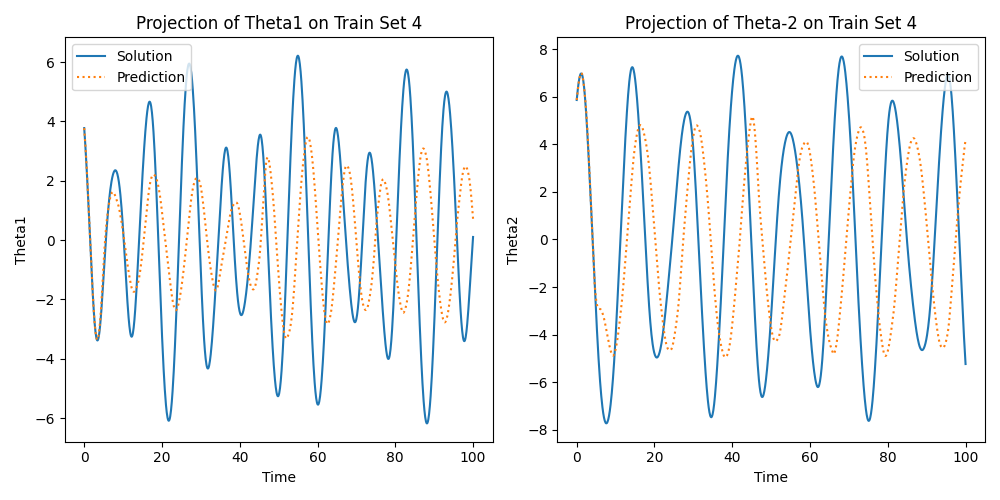 Projection of Theta1 on Train Set 4
Solution
Prediction
6
4
2
0
−2
−4
−6
Theta1
0
20
40
60
80
100
Time
Projection of Theta-2 on Train Set 4
Solution
Prediction
8
6
4
2
0
−2
−4
−6
−8
Theta2
0
20
40
60
80
100
Time